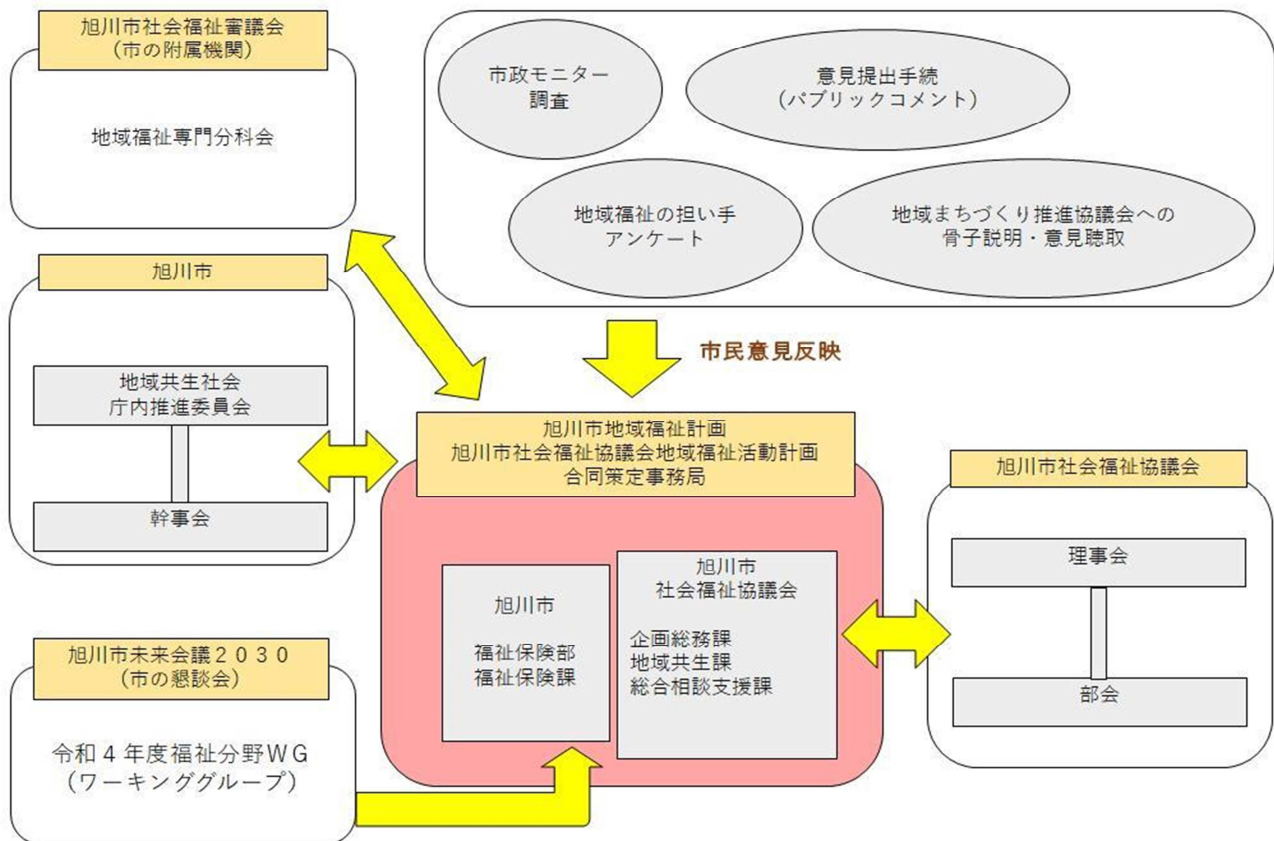 旭川市社会福祉審議会
(市の附属機関)
地域福祉専門分科会
市政モニター
調査
意見提出手続
(パブリックコメント)
地域福祉の担い手
アンケート
地域まちづくり推進協議会への
骨子説明・意見聴取
市民意見反映
旭川市
地域共生社会
庁内推進委員会
幹事会
旭川市地域福祉計画
旭川市社会福祉協議会地域福祉活動計画
合同策定事務局
旭川市
福祉保険部
福祉保険課
旭川市
社会福祉協議会
企画総務課
地域共生課
総合相談支援課
旭川市社会福祉協議会
理事会
部会
旭川市未来会議2030
(市の懇談会)
令和4年度福祉分野WG
(ワーキンググループ)